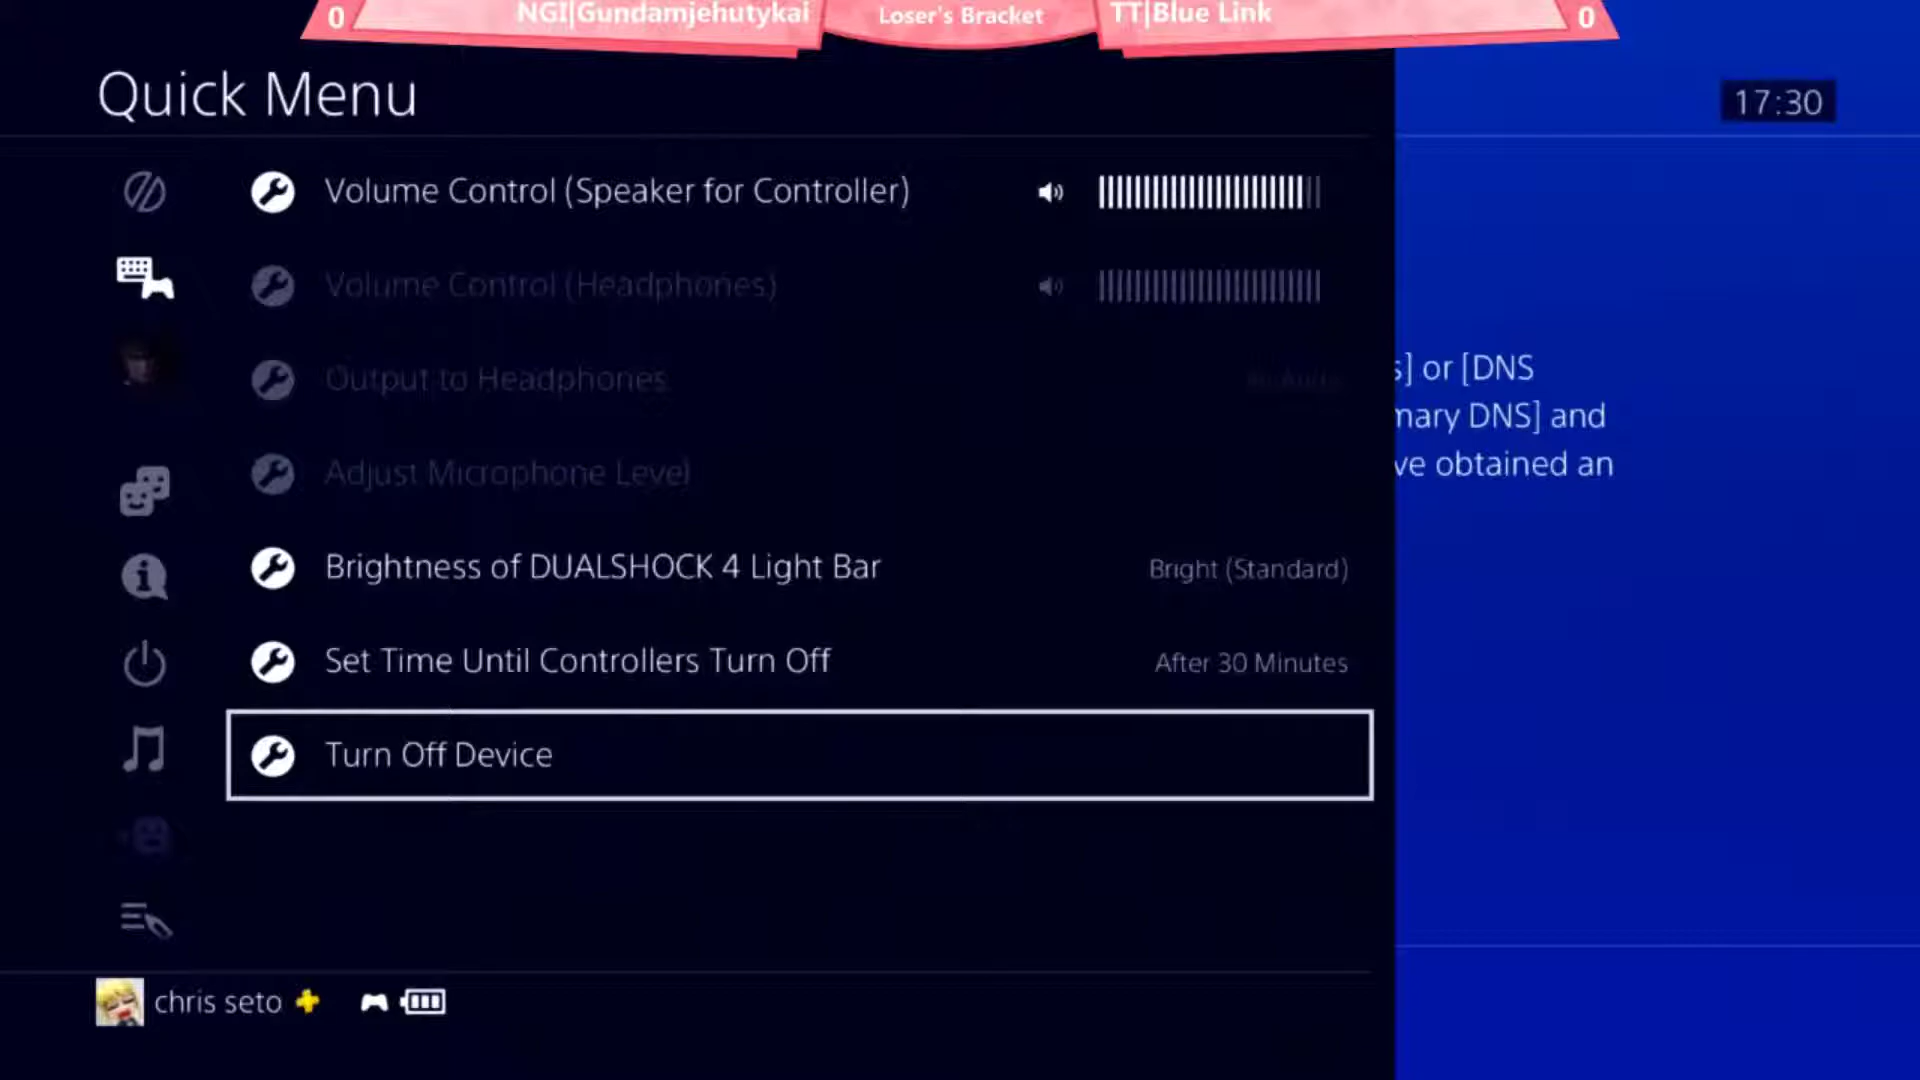 0 NGI|Gundamjehutykai Loser's Bracket TT|Blue Link 0
Quick Menu
17:30
Volume Control (Speaker for Controller)
Volume Control (Headphones)
Output to Headphones
Adjust Microphone Level
Brightness of DUALSHOCK 4 Light Bar Bright (Standard)
Set Time Until Controllers Turn Off After 30 Minutes
Turn Off Device
s] or [DNS
mary DNS] and
ve obtained an
chris seto